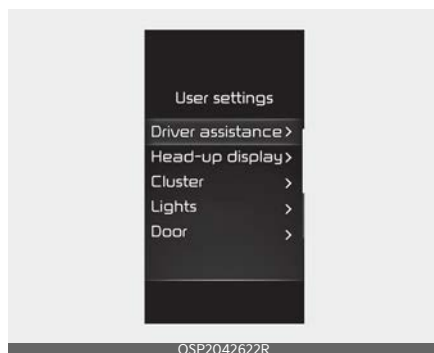 User settings
Driver assistance >
Head-up display >
Cluster >
Lights >
Door >
OSP2042622R